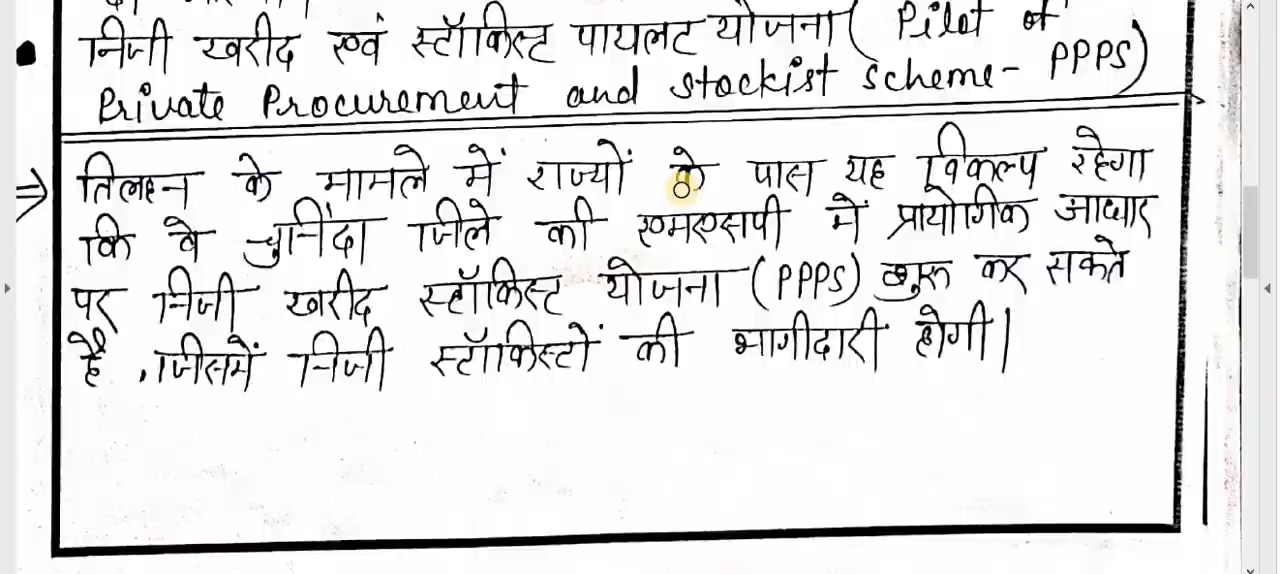 निजी खरीद एवं स्टॉकिस्ट पायलट योजना ( Pilot of
Private Procurement and Stockist Scheme - PPPS)
⇒ तिलहन के मामले में राज्यों के पास यह विकल्प रहेगा
कि वे चुनिंदा जिले की एमएसपी में प्रायोगिक आधार
पर निजी खरीद स्टॉकिस्ट योजना (PPPS) शुरू कर सकते
है , जिसमें निजी स्टॉकिस्टों की भागीदारी होगी।